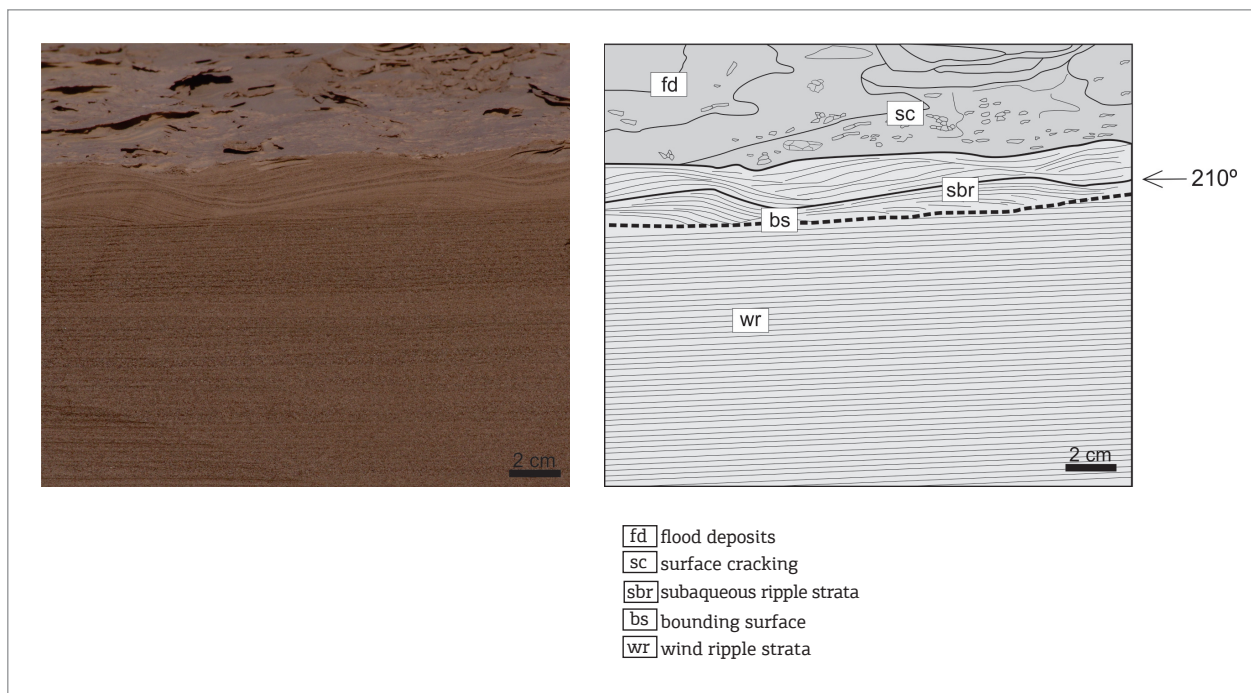 fd
sc
210º
sbr
bs
wr
2 cm
2 cm
fd flood deposits
sc surface cracking
sbr subaqueous ripple strata
bs bounding surface
wr wind ripple strata